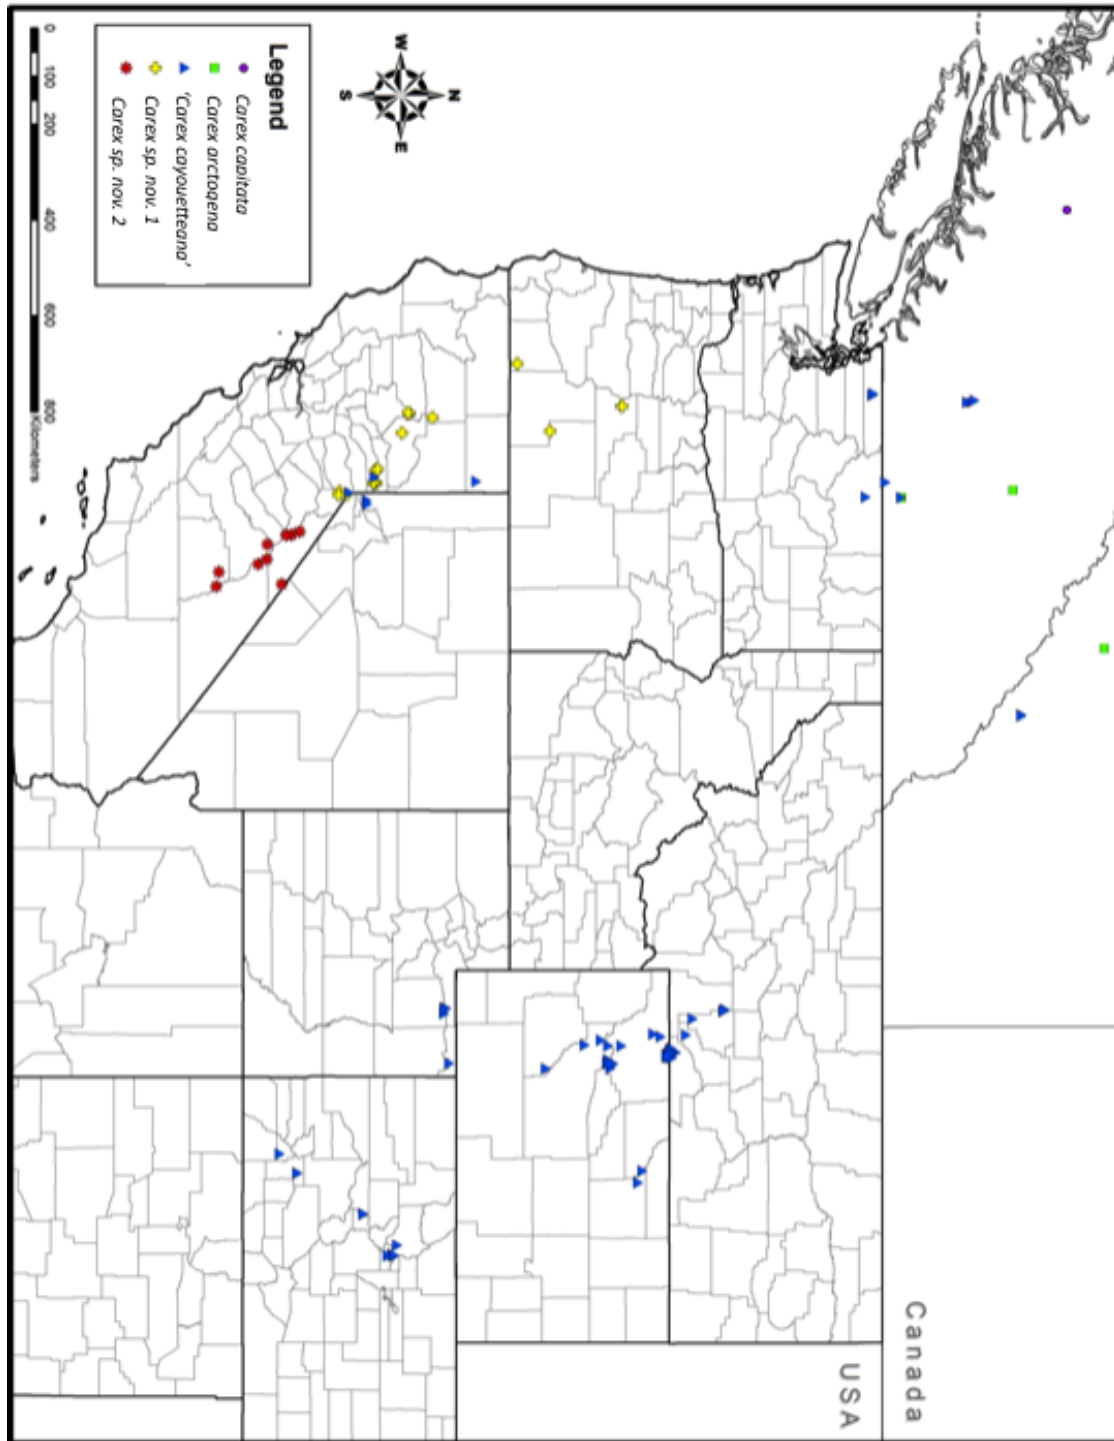 Canada
USA
N
W
E
S
Legend
Carex capitata
Carex arctogena
'Carex cayouetteana'
Carex sp. nov. 1
Carex sp. nov. 2
0 100 200 400 600 800
Kilometers